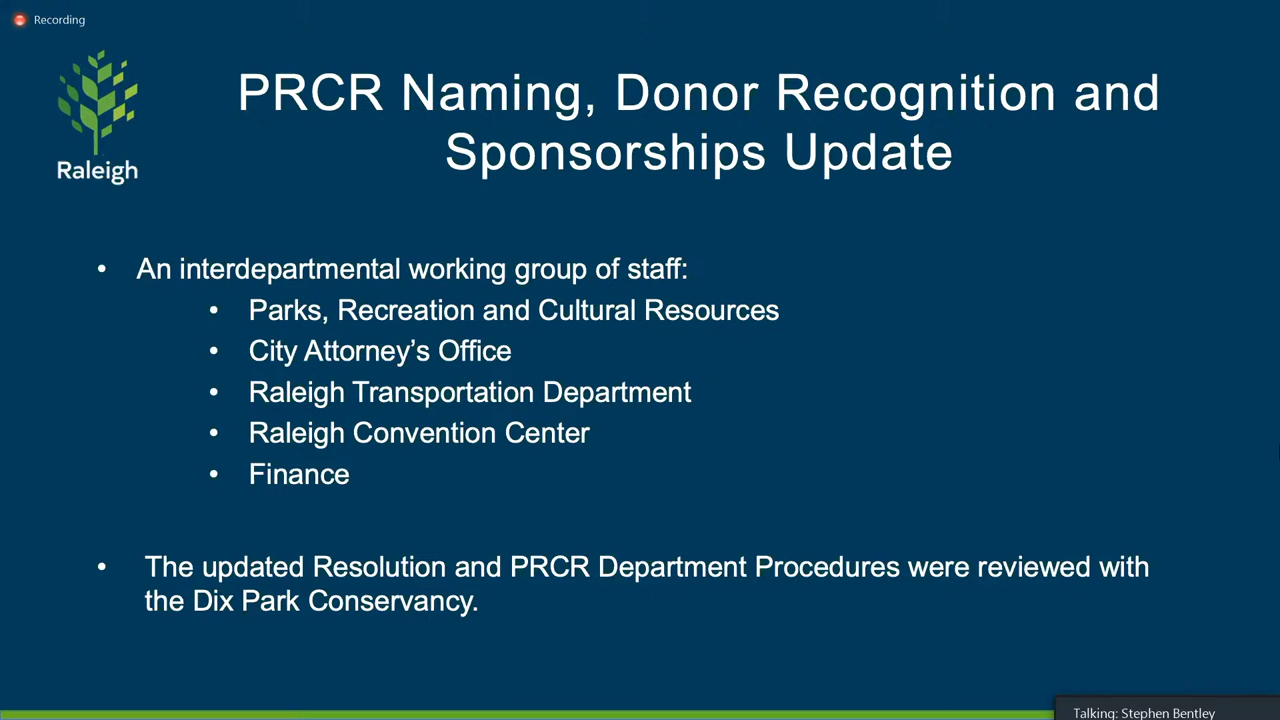 Recording
Raleigh
PRCR Naming, Donor Recognition and
Sponsorships Update
• An interdepartmental working group of staff:
• Parks, Recreation and Cultural Resources
• City Attorney’s Office
• Raleigh Transportation Department
• Raleigh Convention Center
• Finance
• The updated Resolution and PRCR Department Procedures were reviewed with
the Dix Park Conservancy.
Talking: Stephen Bentley